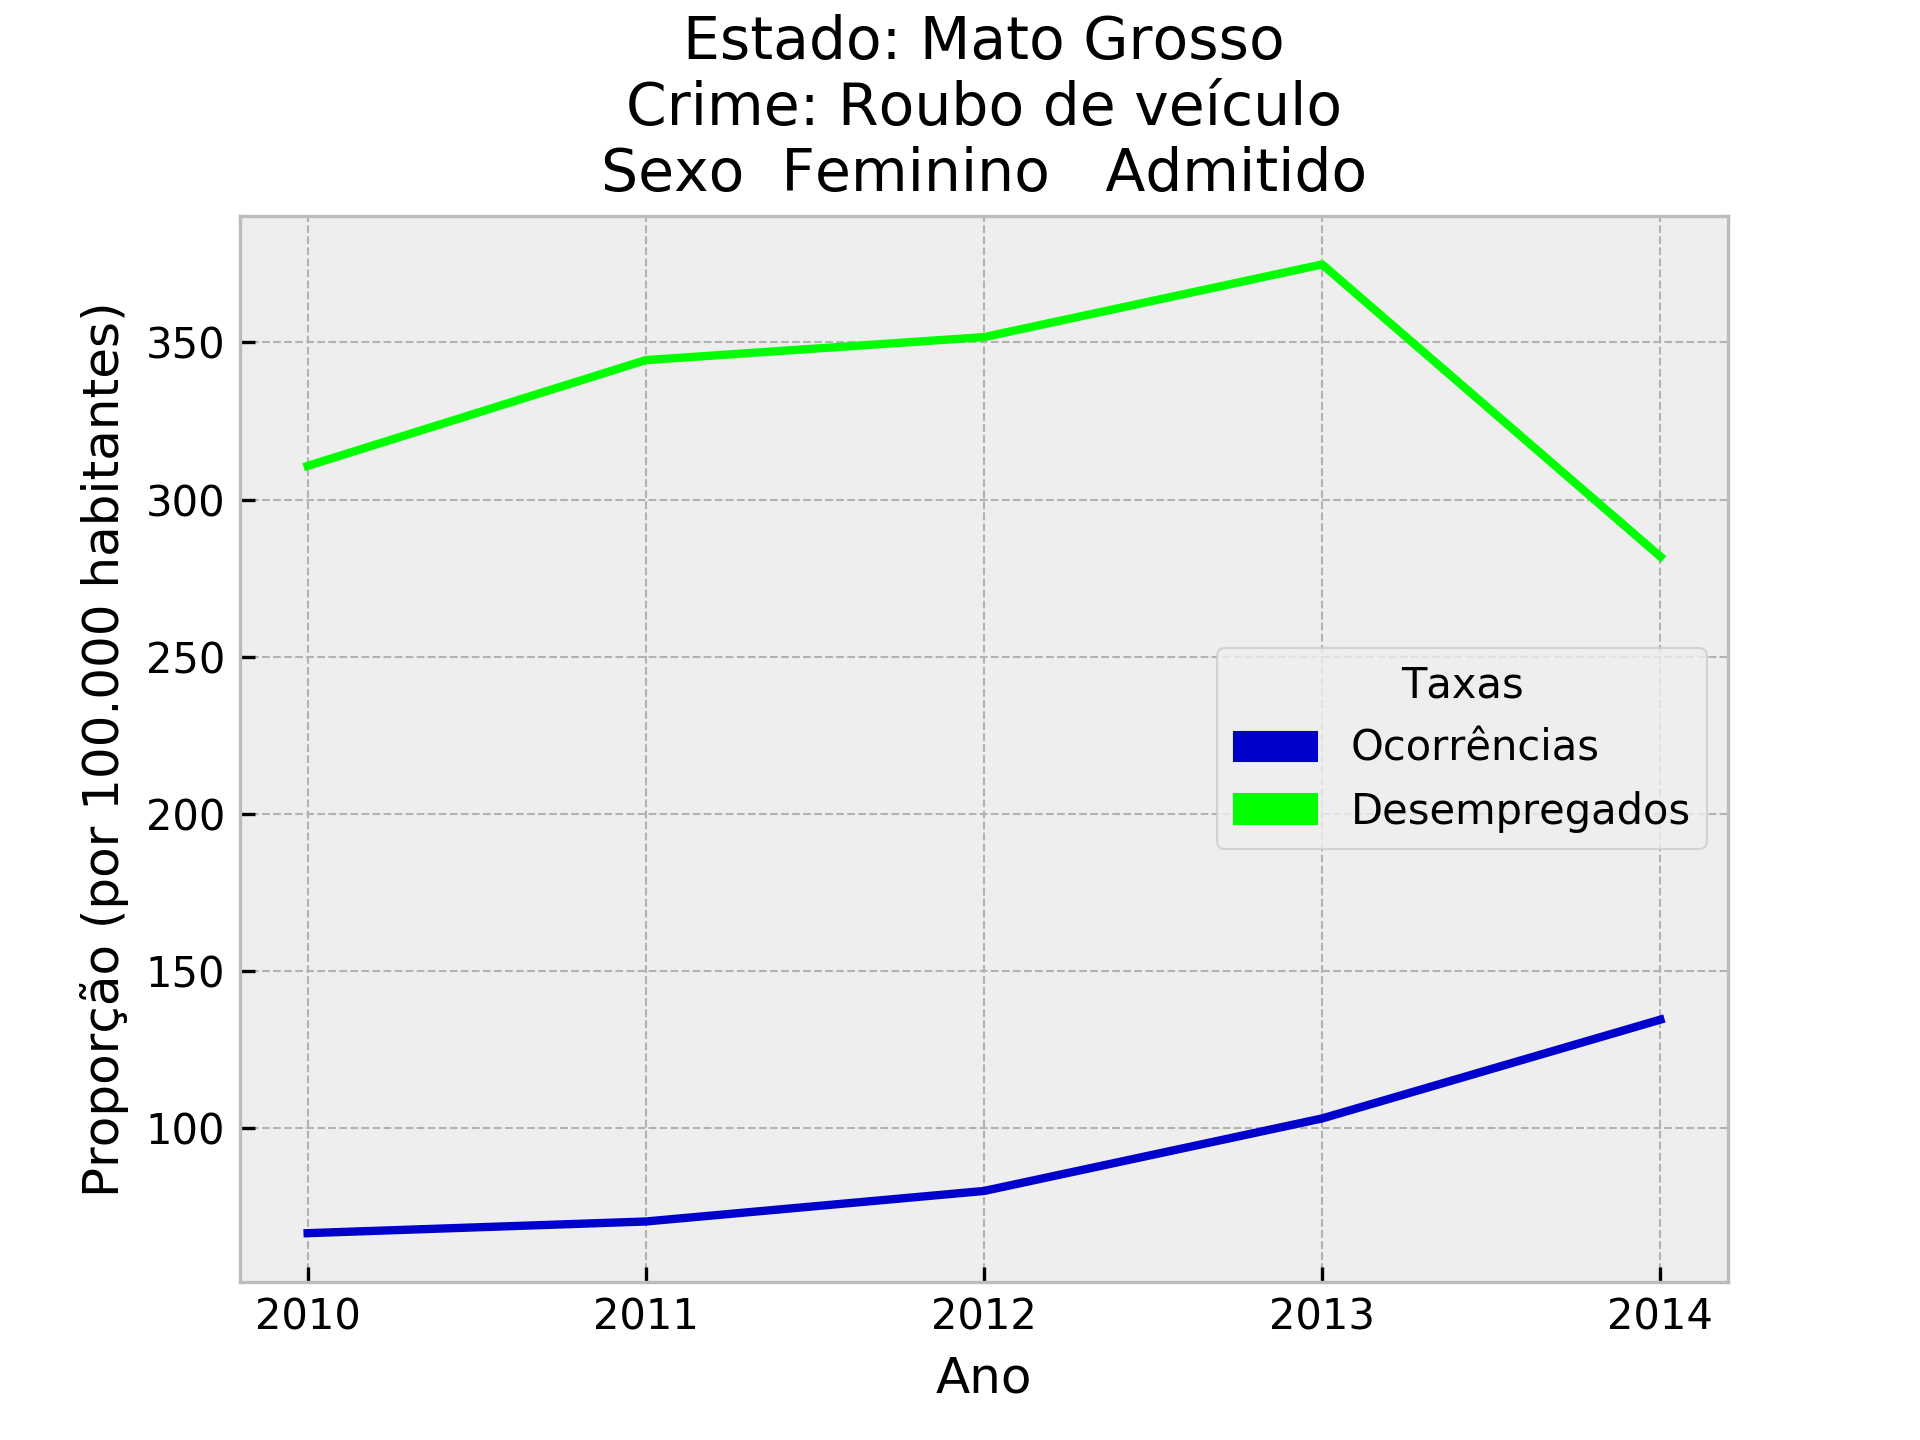 Estado: Mato Grosso
Crime: Roubo de veículo
Sexo  Feminino   Admitido
Proporção (por 100.000 habitantes)
350
300
250
200
150
100
Taxas
Ocorrências
Desempregados
2010
2011
2012
2013
2014
Ano